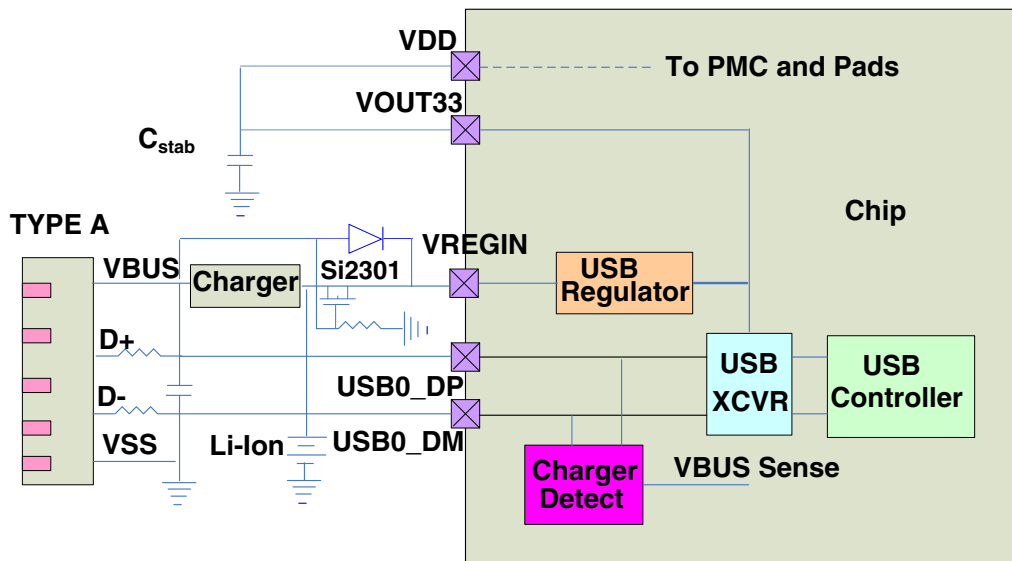 VDD
To PMC and Pads
VOUT33
Cstab
Chip
TYPE A
VREGIN
VBUS
Charger
Si2301
USB
Regulator
D+
USB
XCVR
USB
Controller
USB0_DP
D-
VSS
Li-Ion
USB0_DM
Charger
Detect
VBUS Sense